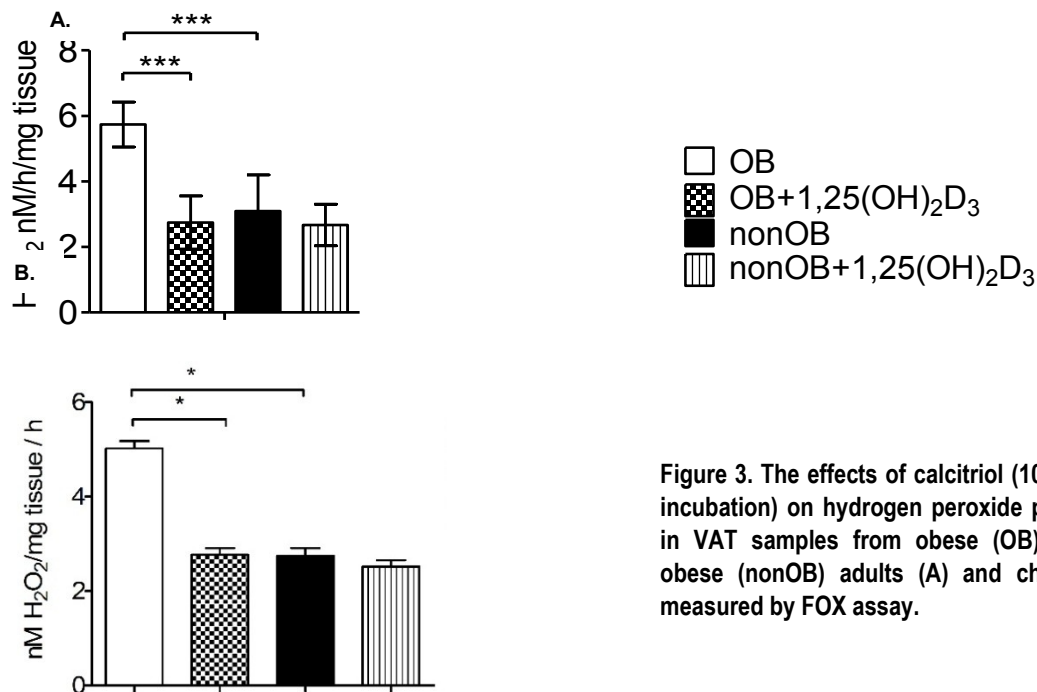 A.
***
***
8
6
4
2
0
₂ nM/h/mg tissue
B.
OB
OB+1,25(OH)₂D₃
nonOB
nonOB+1,25(OH)₂D₃
*
*
6
4
2
0
nM H₂O₂/mg tissue / h
Figure 3. The effects of calcitriol (10
incubation) on hydrogen peroxide p
in VAT samples from obese (OB)
obese (nonOB) adults (A) and ch
measured by FOX assay.